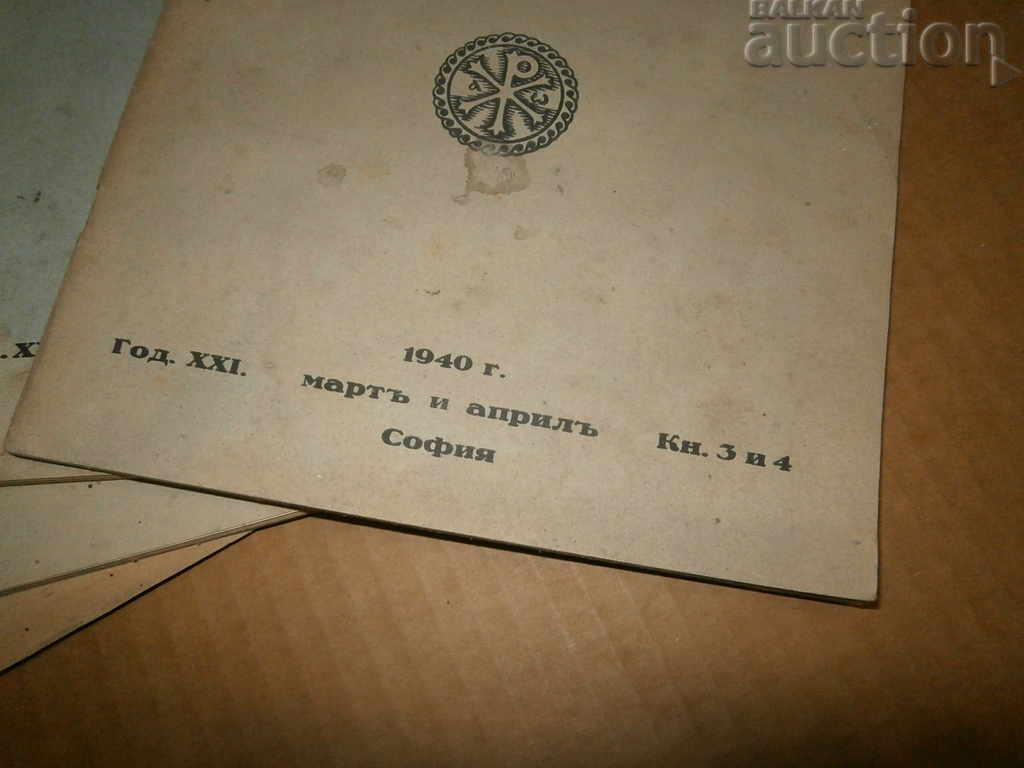 BALKAN
auction
1940 г.
Год. XXI. мартъ и априлъ Кн. 3 и 4
София